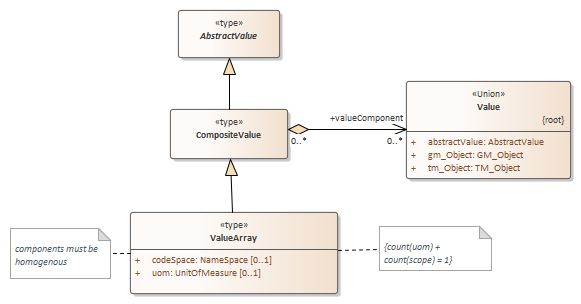 «type»
AbstractValue
«type»
CompositeValue
+valueComponent
0..*
0..*
«Union»
Value
{root}
+ abstractValue: AbstractValue
+ gm_Object: GM_Object
+ tm_Object: TM_Object
components must be
homogenous
«type»
ValueArray
+ codeSpace: NameSpace [0..1]
+ uom: UnitOfMeasure [0..1]
{count(uom) +
count(scope) = 1}